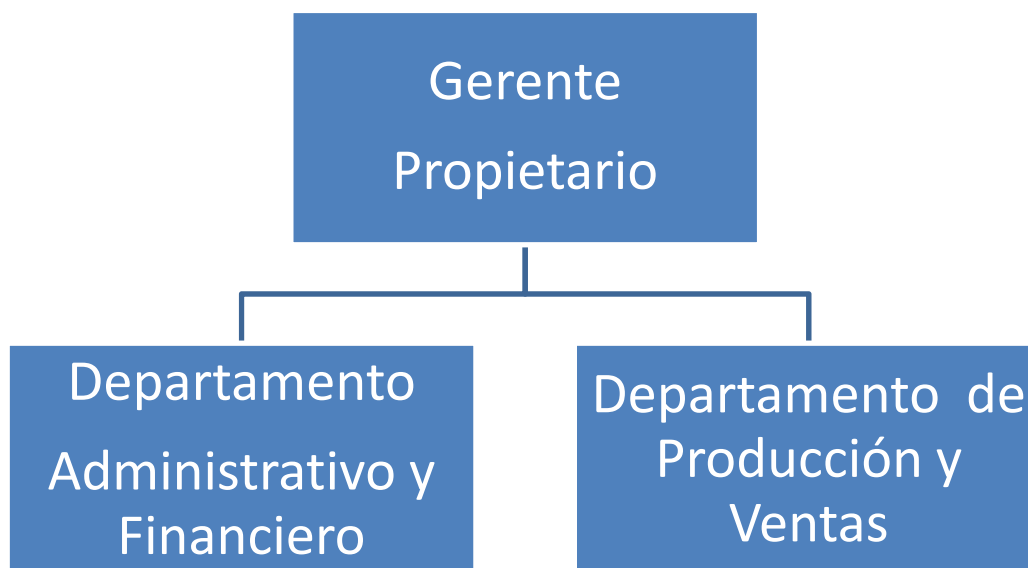 Gerente
Propietario
Departamento
Administrativo y
Financiero
Departamento de
Producción y
Ventas